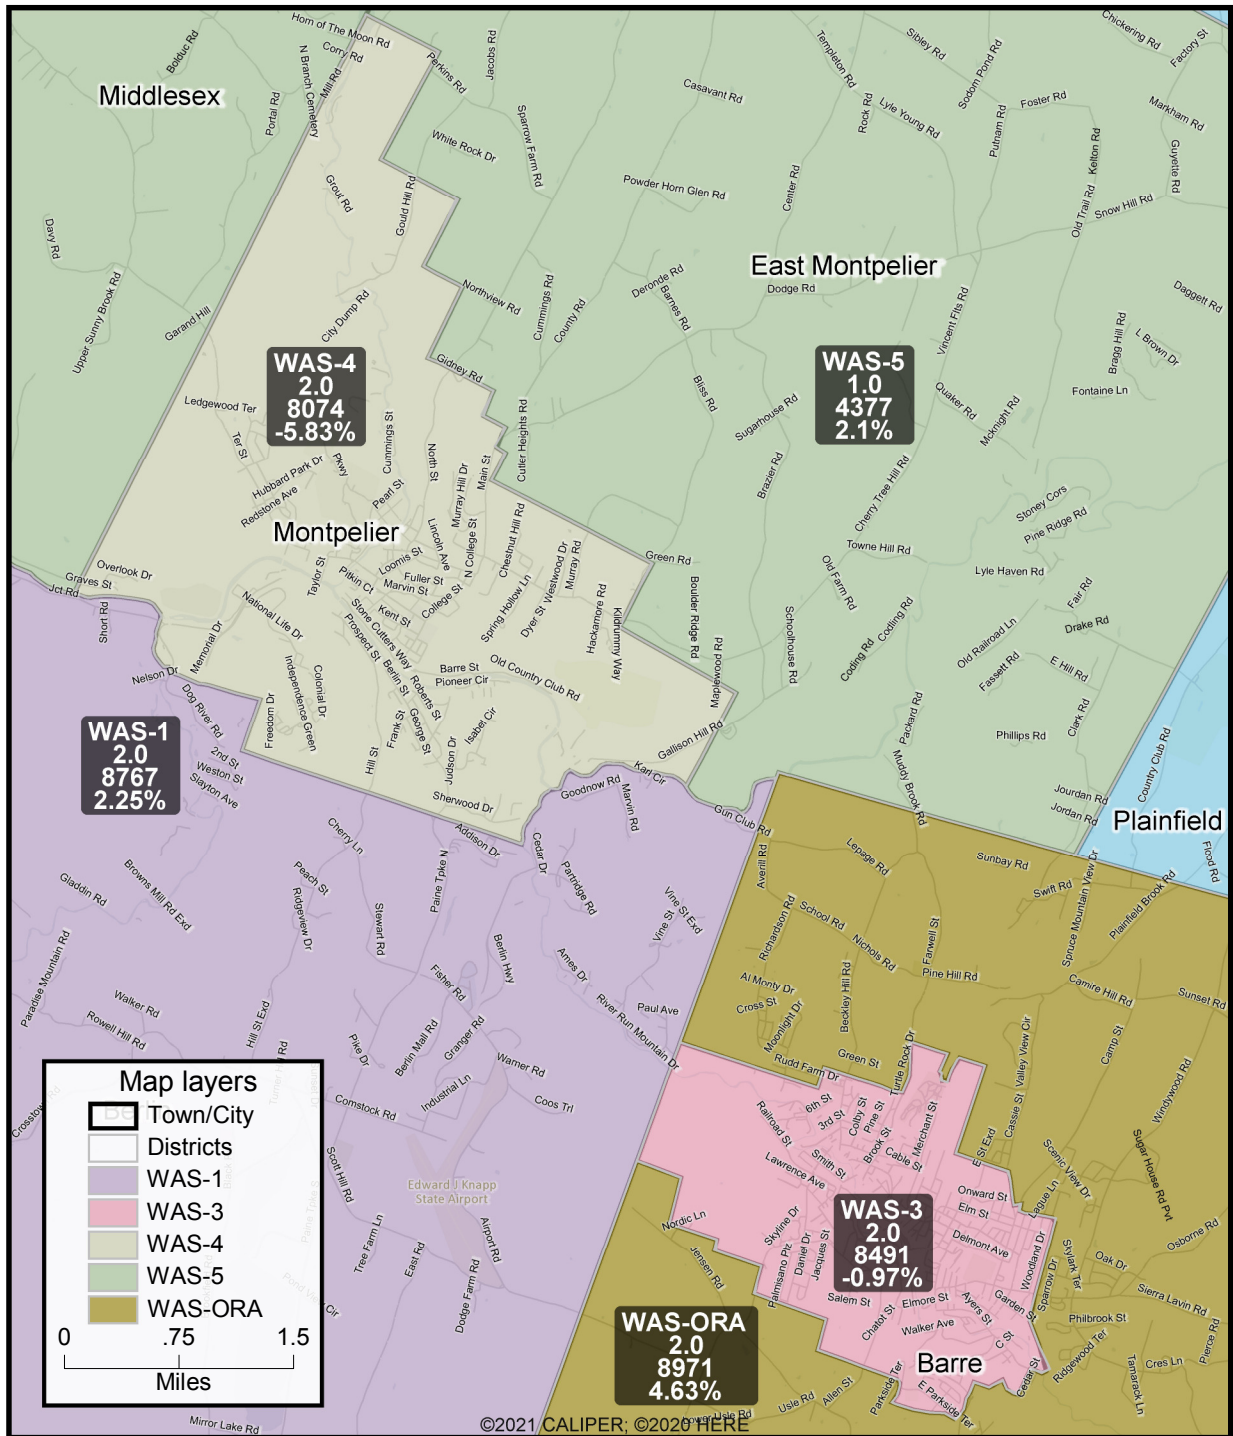 Horn of The Moon Rd
Corry Rd
Bolduc Rd
N Branch Cemetery
Mill Rd
Perkins Rd
Jacobs Rd
Templeton Rd
Sibley Rd
Sodom Pond Rd
Chickering Rd
Factory St
Middlesex
Portal Rd
Casavant Rd
Rock Rd
Lyle Young Rd
Foster Rd
Putnam Rd
Markham Rd
White Rock Dr
Sparrow Farm Rd
Kelton Rd
Guyette Rd
Grout Rd
Gould Hill Rd
Powder Horn Glen Rd
Center Rd
Old Trail Rd
Snow Hill Rd
Davy Rd
Upper Sunny Brook Rd
East Montpelier
Deronde Rd
Dodge Rd
Barnes Rd
Northview Rd
Cummings Rd
County Rd
Daggett Rd
Garand Hill
City Dump Rd
Vincent Flts Rd
Bragg Hill Rd
L Brown Dr
WAS-4
2.0
8074
-5.83%
Gidney Rd
WAS-5
1.0
4377
2.1%
Bliss Rd
Sugarhouse Rd
Quaker Rd
Mcknight Rd
Fontaine Ln
Ledgewood Ter
Ter St
Cummings St
Cutler Heights Rd
Hubbard Park Dr
Redstone Ave
Pkwy
Pearl St
North St
Murray Hill Dr
Main St
Brazier Rd
Cherry Tree Hill Rd
Stoney Cors
Pine Ridge Rd
Montpelier
Lincoln Ave
N College St
Chestnut Hill Rd
Towne Hill Rd
Westwood Dr
Murray Rd
Green Rd
Overlook Dr
Graves St
Jct Rd
Short Rd
Taylor St
Loomis St
Pitkin Ct
Fuller St
Marvin St
College St
Kent St
Spring Hollow Ln
Dyer St
Hackamore Rd
Kildrummy Way
Boulder Ridge Rd
Old Farm Rd
Lyle Haven Rd
Fair Rd
Drake Rd
Memorial Dr
National Life Dr
Stone Cutters Way
Prospect St
Berlin St
Schoolhouse Rd
Coding Rd
Codling Rd
Old Railroad Ln
Fassett Rd
E Hill Rd
Nelson Dr
Independence Green
Colonial Dr
Barre St
Pioneer Cir
Old Country Club Rd
Maplewood Rd
Dog River Rd
Freedom Dr
Roberts St
Frank St
George St
Isabel Cir
Packard Rd
Clark Rd
Phillips Rd
Country Club Rd
WAS-1
2.0
8767
2.25%
2nd St
Weston St
Slayton Ave
Hill St
Judson Dr
Gallison Hill Rd
Karl Cir
Muddy Brook Rd
Sherwood Dr
Goodnow Rd
Marvin Rd
Gun Club Rd
Jourdan Rd
Jordan Rd
Plainfield
Cherry Ln
Addison Dr
Cedar Dr
Averill Rd
Lepage Rd
Sunbay Rd
Flood Rd
Gladdin Rd
Browns Mill Rd Exd
Peach St
Ridgeview Dr
Paine Tpke N
Partridge Rd
Vine St Exd
Vine St
Swift Rd
Spruce Mountain View Dr
Plainfield Brook Rd
Stewart Rd
Richardson Rd
School Rd
Nichols Rd
Farwell St
Paradise Mountain Rd
Berlin Hwy
Ames Dr
Al Monty Dr
Pine Hill Rd
Camire Hill Rd
Sunset Rd
Walker Rd
Rowell Hill Rd
Hill St Exd
Fisher Rd
River Run Mountain Dr
Paul Ave
Cross St
Moonlight Dr
Beckley Hill Rd
Berlin Mall Rd
Granger Rd
Pike Dr
Warner Rd
Rudd Farm Dr
Green St
Turtle Rock Dr
Cassie St
Valley View Cir
Camp St
Windywood Rd
Map layers
Town/City
Districts
WAS-1
WAS-3
WAS-4
WAS-5
WAS-ORA
0 .75 1.5
Miles
Comstock Rd
Industrial Ln
Coos Trl
Railroad St
6th St
3rd St
Colby St
Pine St
Brook St
Merchant St
Cable St
Smith St
Lawrence Ave
E St Exd
Scenic View Dr
Sugar House Rd Pvt
Scott Hill Rd
Edward J Knapp
State Airport
Tree Farm Ln
East Rd
Airport Rd
Dodge Farm Rd
Nordic Ln
Jensen Rd
Skyline Dr
Palmisano Plz
Daniel Dr
Jacques St
WAS-3
2.0
8491
-0.97%
Onward St
Elm St
Lague Ln
Delmont Ave
Woodland Dr
Skylark Ter
Sparrow Dr
Oak Dr
Osborne Rd
Sierra Lavin Rd
Salem St
Elmore St
Chatot St
Walker Ave
Ayers St
Garden St
C St
Philbrook St
Ridgewood Ter
Pierce Rd
WAS-ORA
2.0
8971
4.63%
Barre
Cedar St
Cres Ln
Tamarack Ln
Usle Rd
Allen St
Parkside Ter
E Parkside Ter
Lower Usle Rd
Mirror Lake Rd
©2021 CALIPER; ©2020 HERE